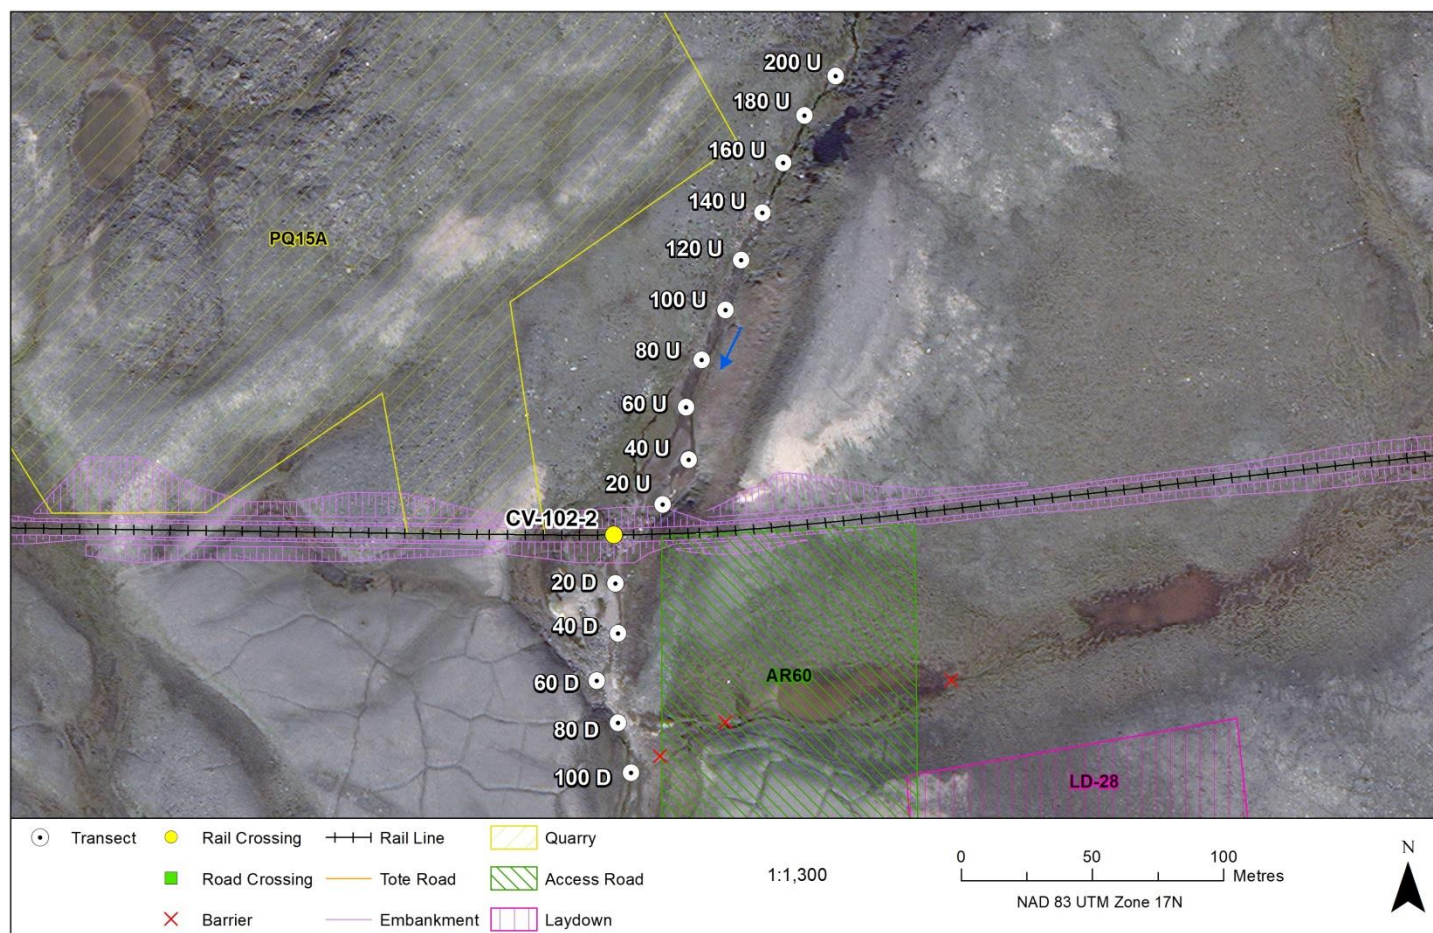 200 U
180 U
160 U
140 U
PQ15A
120 U
100 U
80 U
60 U
40 U
20 U
CV-102-2
20 D
40 D
60 D
AR60
80 D
100 D
LD-28
Transect
Rail Crossing
Rail Line
Quarry
Road Crossing
Tote Road
Access Road
Barrier
Embankment
Laydown
1:1,300
0 50 100
Metres
NAD 83 UTM Zone 17N
N